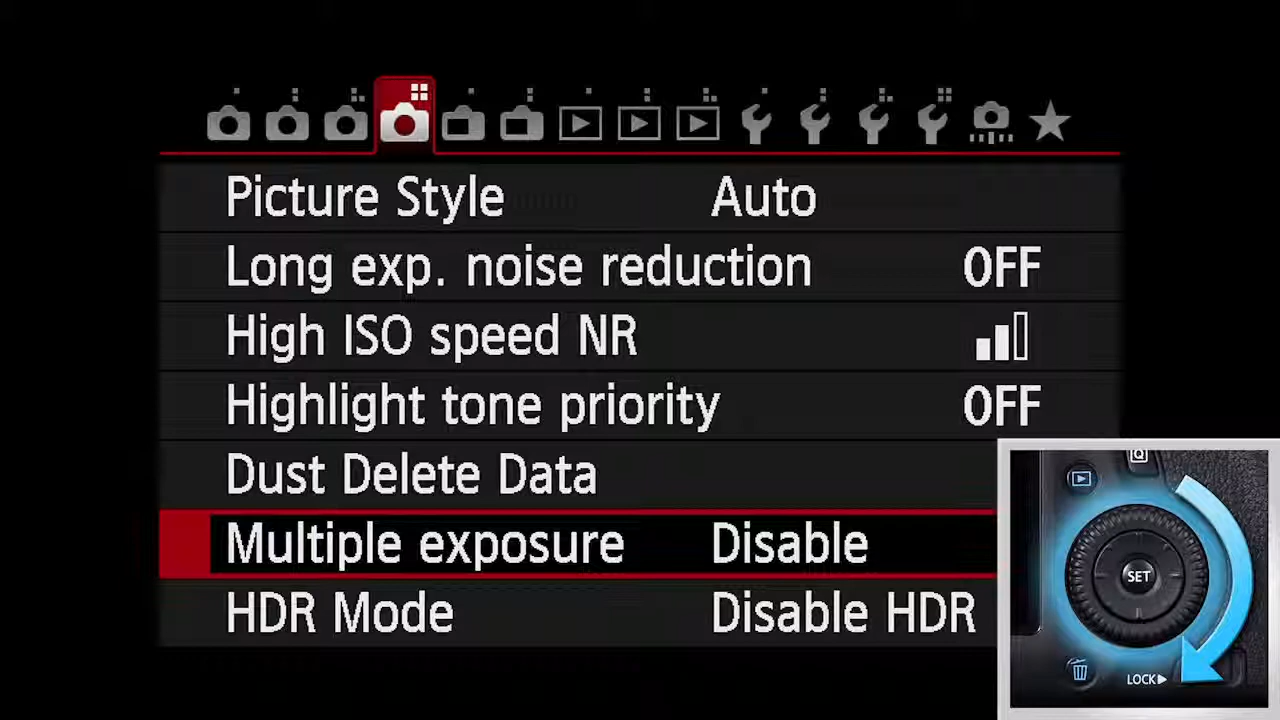 Picture Style Auto
Long exp. noise reduction OFF
High ISO speed NR
Highlight tone priority OFF
Dust Delete Data
Multiple exposure Disable
HDR Mode Disable HDR
Q
SET
LOCK